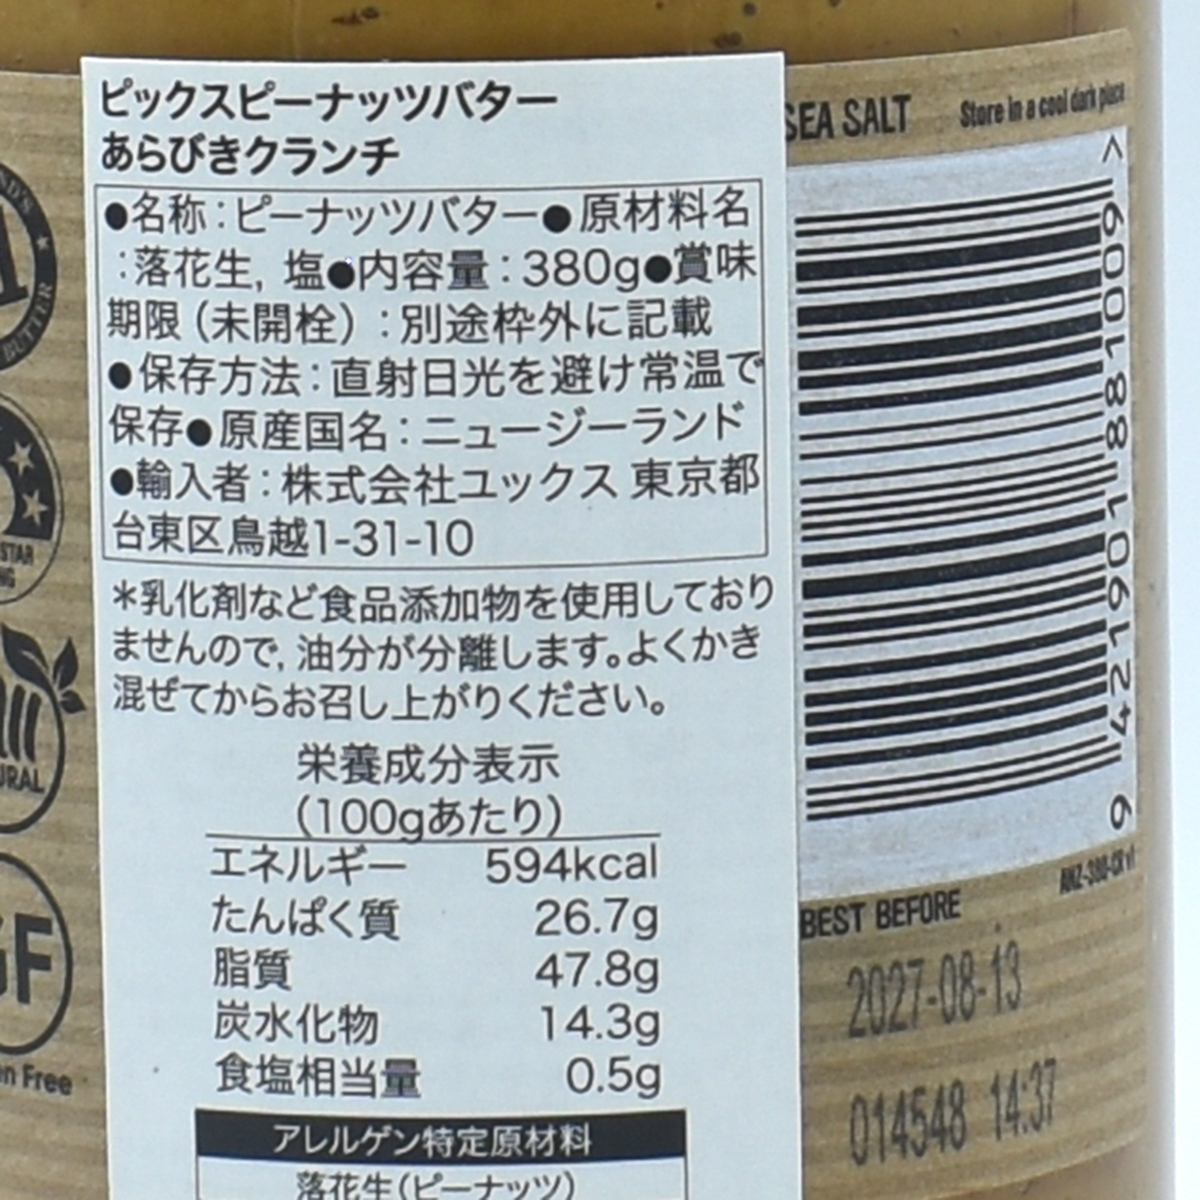 ピックスピーナッツバター
あらびきクランチ
●名称:ピーナッツバター●原材料名
:落花生, 塩●内容量:380g●賞味
期限(未開栓):別途枠外に記載
●保存方法:直射日光を避け常温で
保存●原産国名:ニュージーランド
●輸入者:株式会社ユックス 東京都
台東区鳥越1-31-10
*乳化剤など食品添加物を使用しており
ませんので, 油分が分離します。よくかき
混ぜてからお召し上がりください。
栄養成分表示
(100gあたり)
エネルギー 594kcal
たんぱく質 26.7g
脂質 47.8g
炭水化物 14.3g
食塩相当量 0.5g
アレルゲン特定原材料
落花生(ピーナッツ)
SEA SALT
Store in a cool dark place
9 421901 881009 >
ANZ-380-CR v1
BEST BEFORE
2027-08-13
014548 14:37
BUTTER
STAR
GF